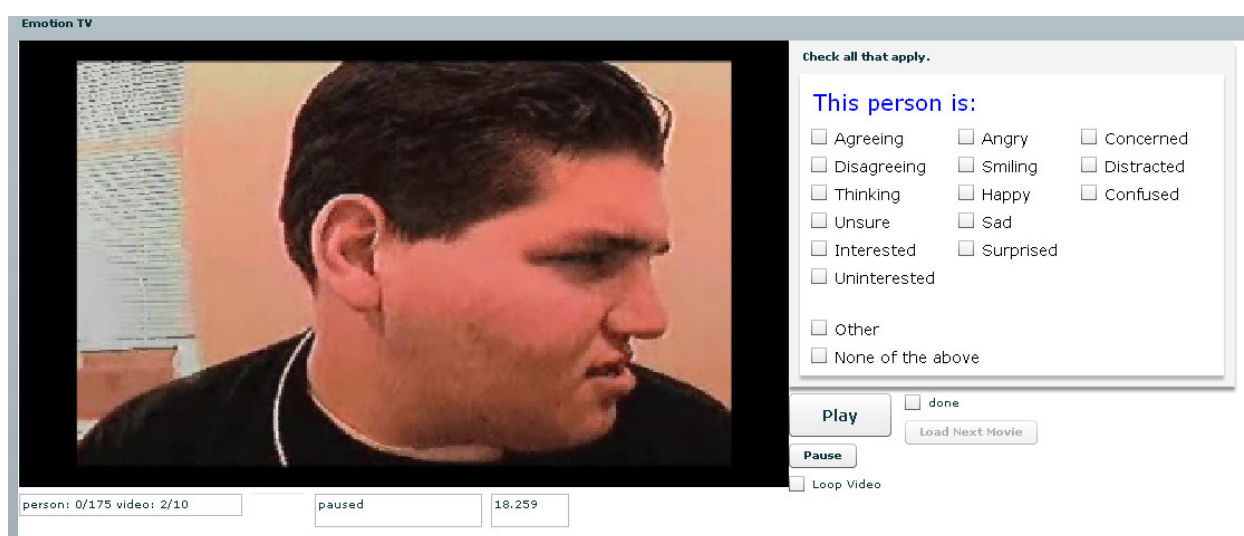 Emotion TV
Check all that apply.
This person is:
Agreeing Angry Concerned
Disagreeing Smiling Distracted
Thinking Happy Confused
Unsure Sad
Interested Surprised
Uninterested
Other
None of the above
Play done
Load Next Movie
Pause
Loop Video
person: 0/175 video: 2/10 paused 18.259